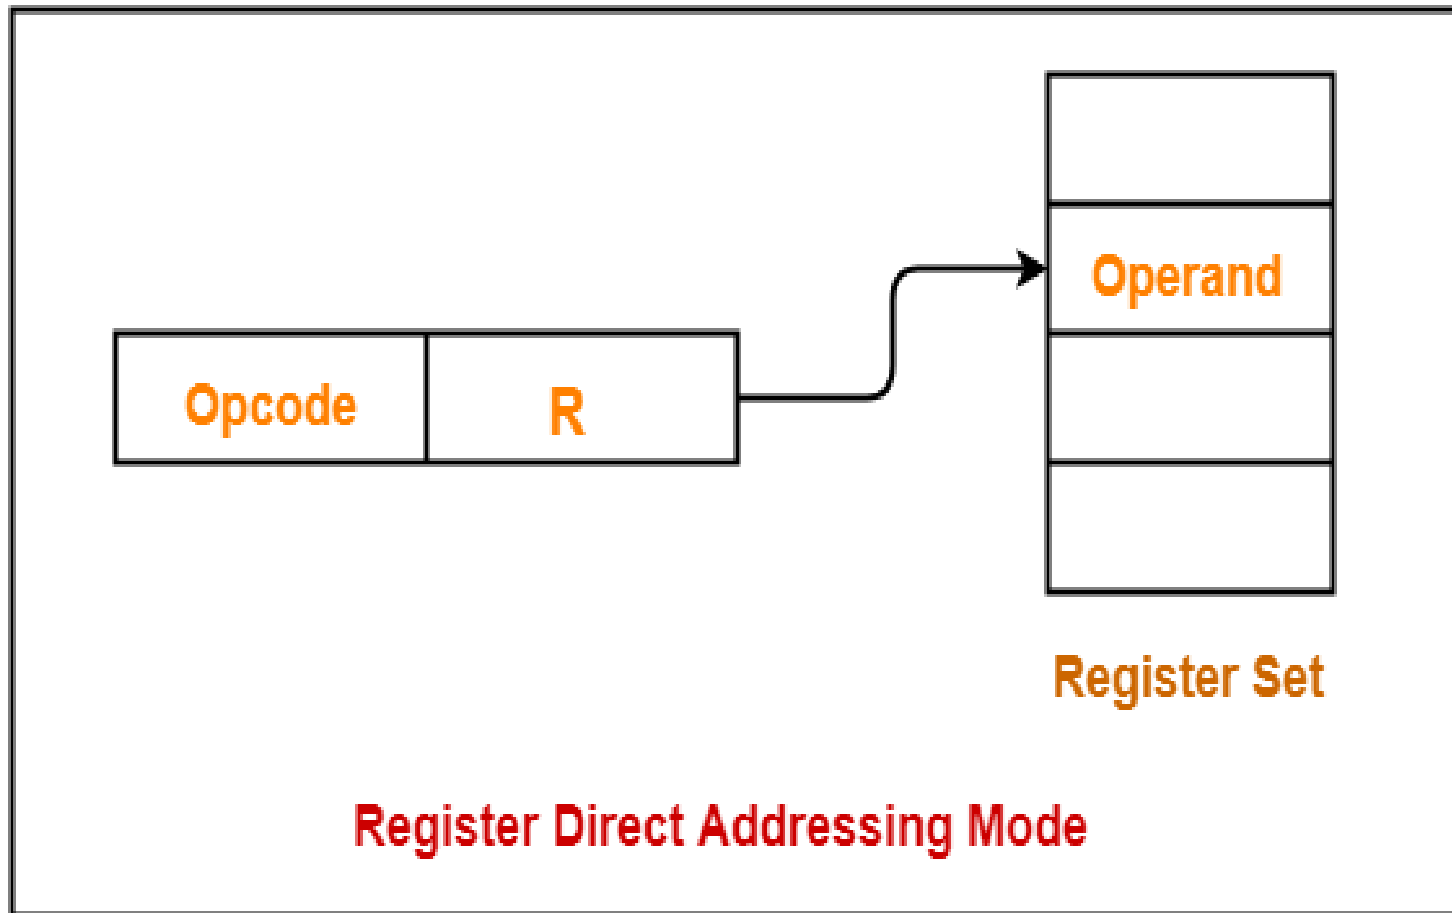 Operand
Opcode
R
Register Set
Register Direct Addressing Mode